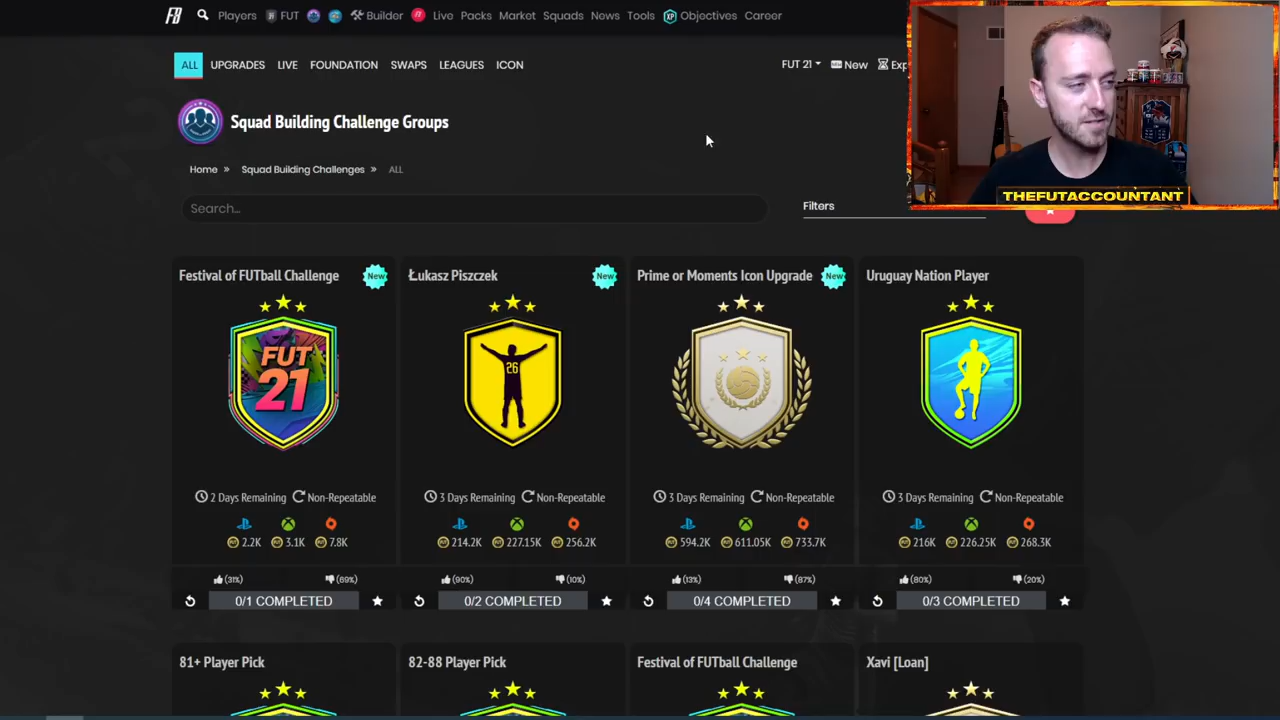 FB Players FUT Builder Live Packs Market Squads News Tools XP Objectives Career
ALL UPGRADES LIVE FOUNDATION SWAPS LEAGUES ICON FUT 21 New Exp
Squad Building Challenge Groups
Home » Squad Building Challenges » ALL
THEFUTACCOUNTANT
Search... Filters
Festival of FUTball Challenge New Łukasz Piszczek New Prime or Moments Icon Upgrade New Uruguay Nation Player
FUT 26
21
2 Days Remaining Non-Repeatable 3 Days Remaining Non-Repeatable 3 Days Remaining Non-Repeatable 3 Days Remaining Non-Repeatable
2.2K 3.1K 7.8K 214.2K 227.15K 256.2K 594.2K 611.05K 733.7K 216K 226.25K 268.3K
(31%) (69%) (90%) (10%) (13%) (87%) (80%) (20%)
0/1 COMPLETED 0/2 COMPLETED 0/4 COMPLETED 0/3 COMPLETED
81+ Player Pick 82-88 Player Pick Festival of FUTball Challenge Xavi [Loan]